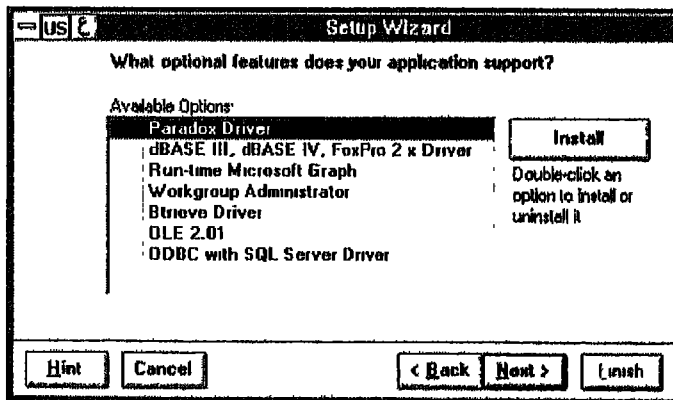 US ع Setup Wizard
What optional features does your application support?
Available Options:
Paradox Driver
dBASE III, dBASE IV, FoxPro 2 x Driver
Run-time Microsoft Graph
Workgroup Administrator
Btrieve Driver
OLE 2.01
ODBC with SQL Server Driver
Install
Double-click an
option to install or
uninstall it
Hint Cancel < Back Next > Finish